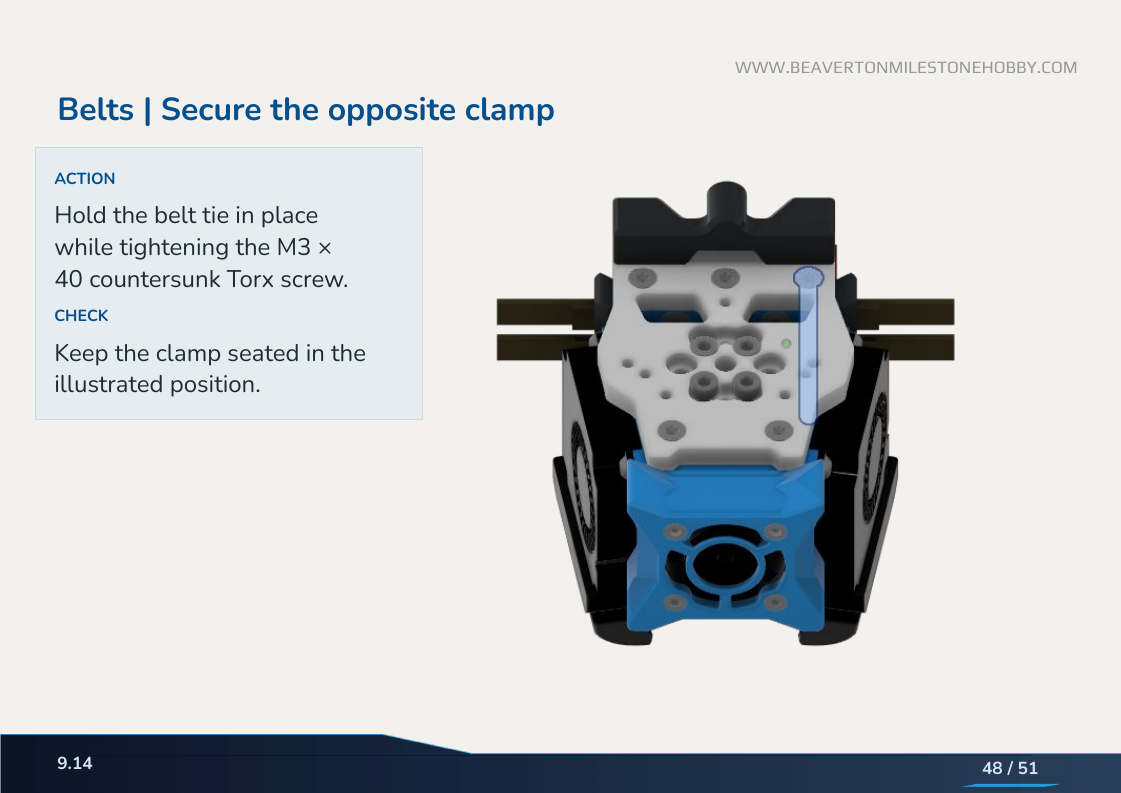 WWW.BEAVERTONMILESTONEHOBBY.COM
Belts | Secure the opposite clamp
ACTION
Hold the belt tie in place
while tightening the M3 ×
40 countersunk Torx screw.
CHECK
Keep the clamp seated in the
illustrated position.
9.14
48 / 51